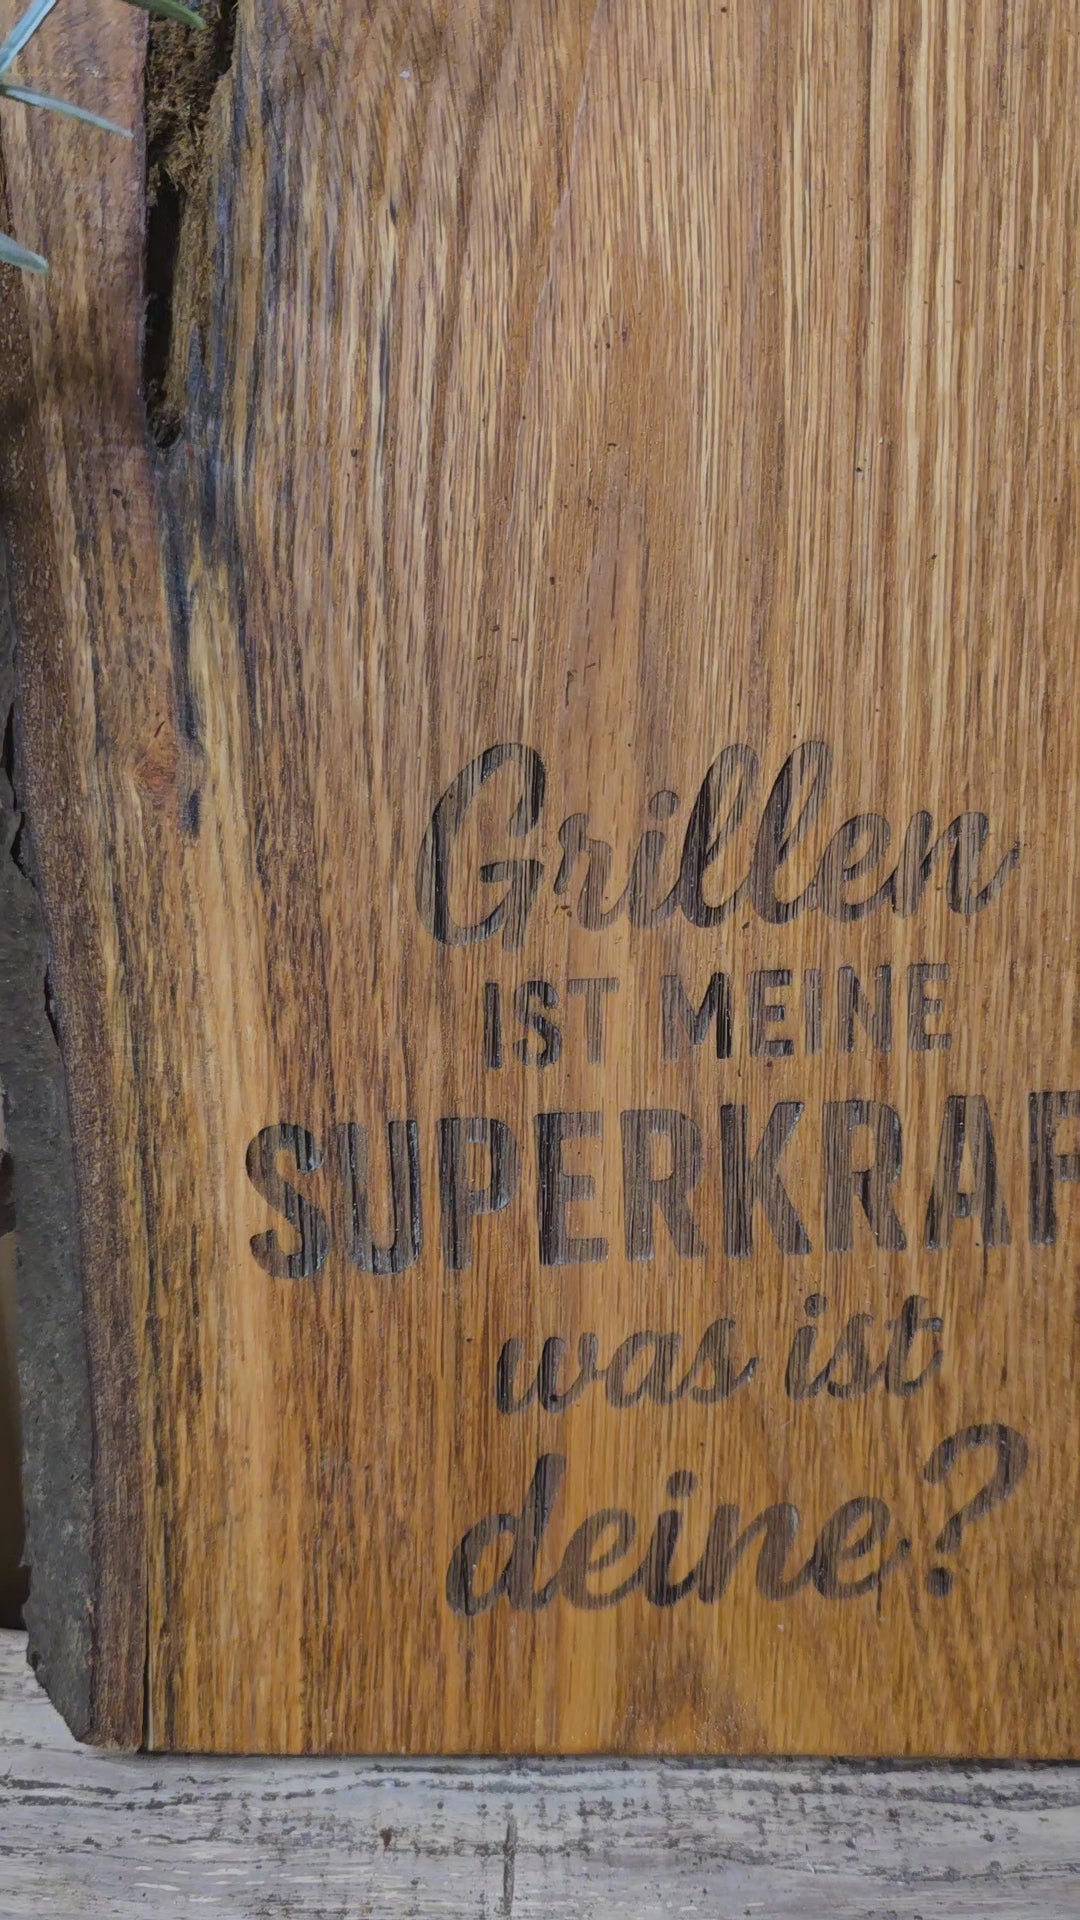 Grillen
IST MEINE
SUPERKRAF
was ist
deine?